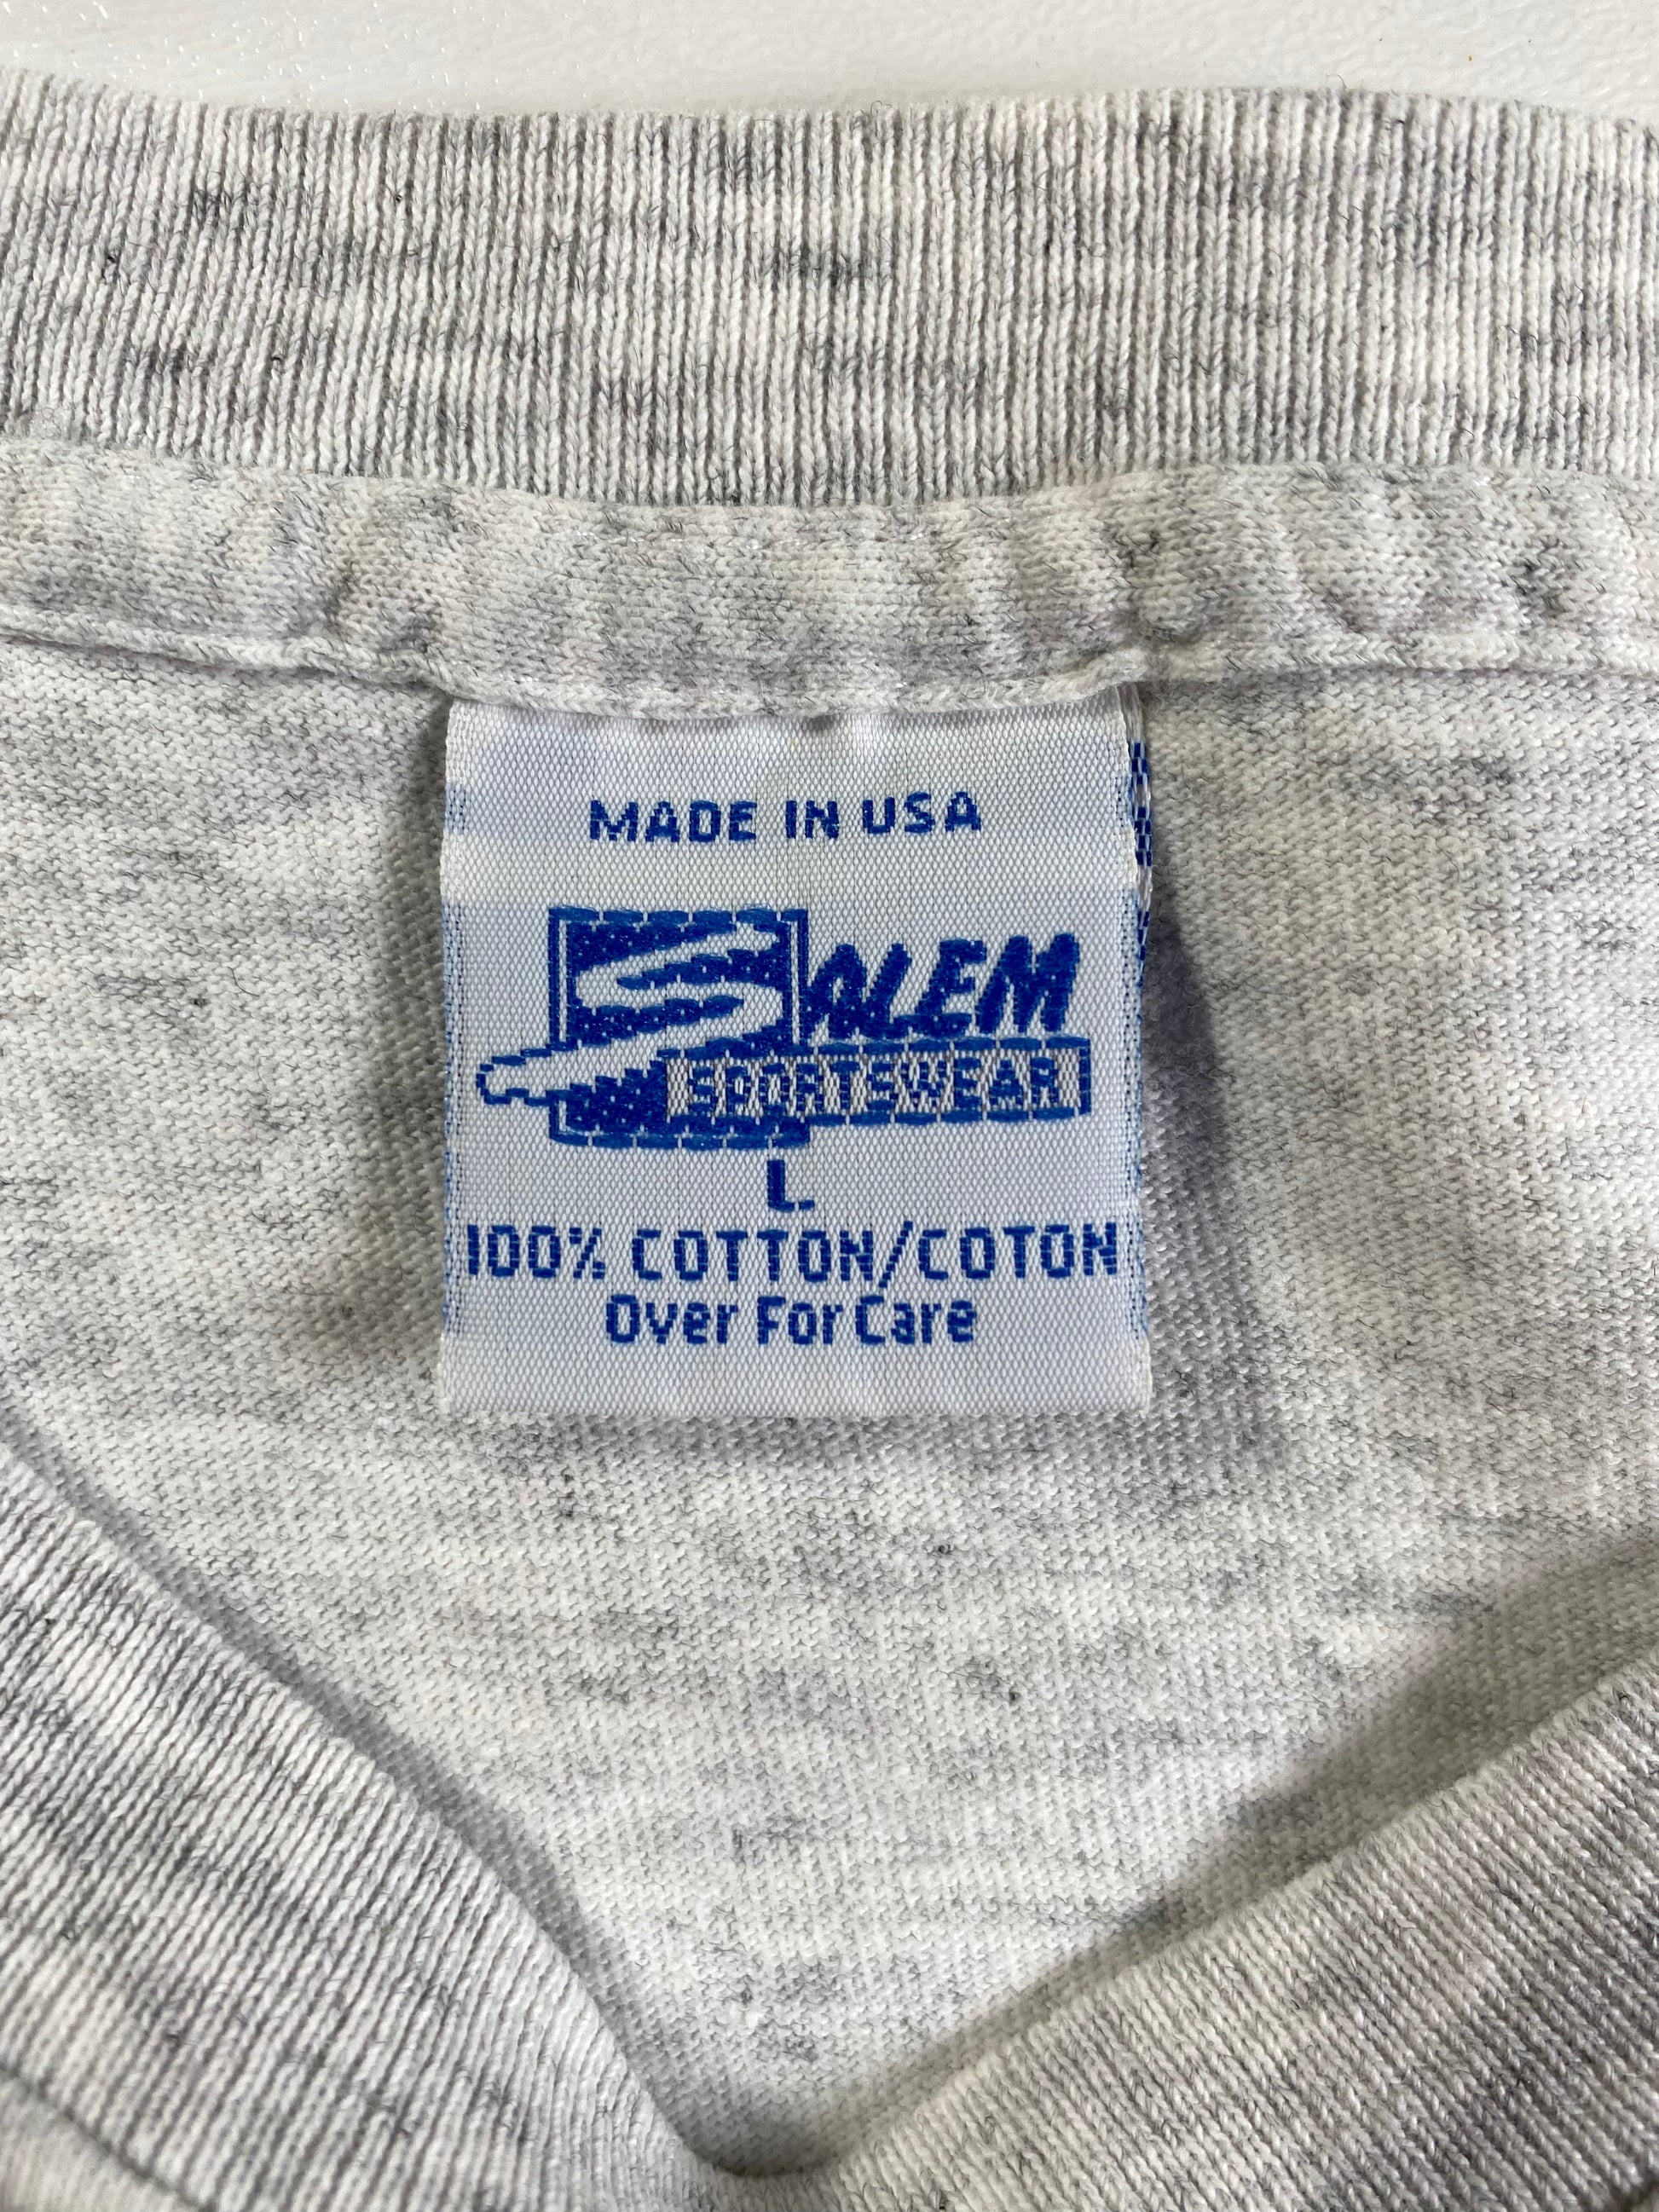 MADE IN USA
SALEM
SPORTSWEAR
L
100% COTTON/COTON
Over For Care